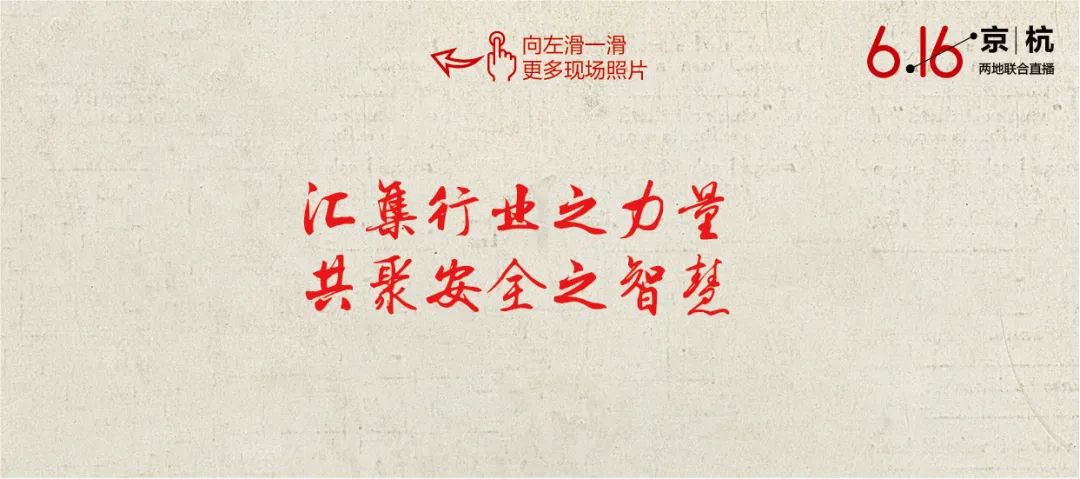 向左滑一滑
更多现场照片
6.16 京|杭
两地联合直播
汇集行业之力量
共聚安全之智慧